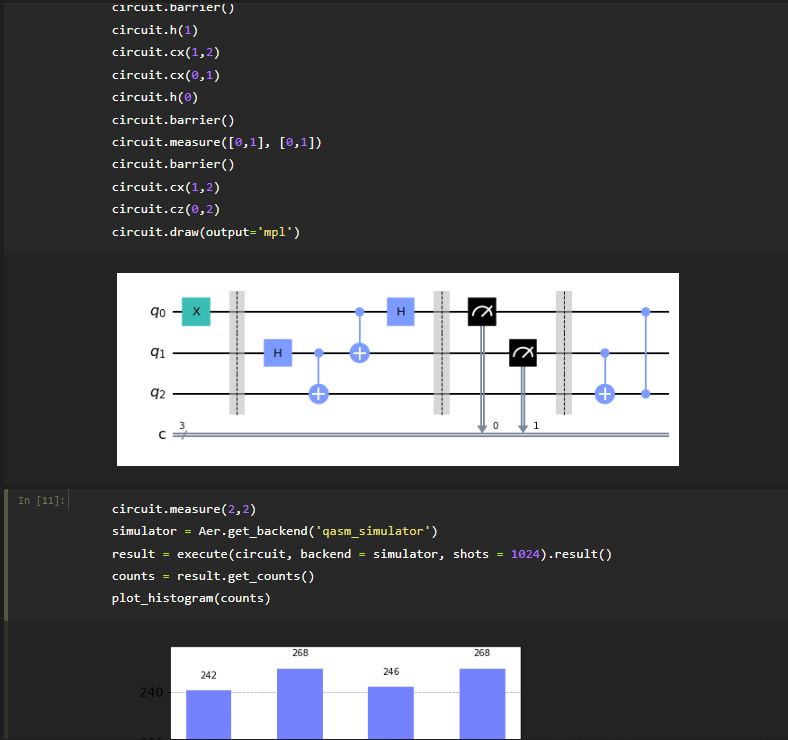 circuit.barrier()
circuit.h(1)
circuit.cx(1,2)
circuit.cx(0,1)
circuit.h(0)
circuit.barrier()
circuit.measure([0,1], [0,1])
circuit.barrier()
circuit.cx(1,2)
circuit.cz(0,2)
circuit.draw(output='mpl')
q0 X H
q1 H
q2
c 3 0 1
In [11]:
circuit.measure(2,2)
simulator = Aer.get_backend('qasm_simulator')
result = execute(circuit, backend = simulator, shots = 1024).result()
counts = result.get_counts()
plot_histogram(counts)
242 268 246 268
240